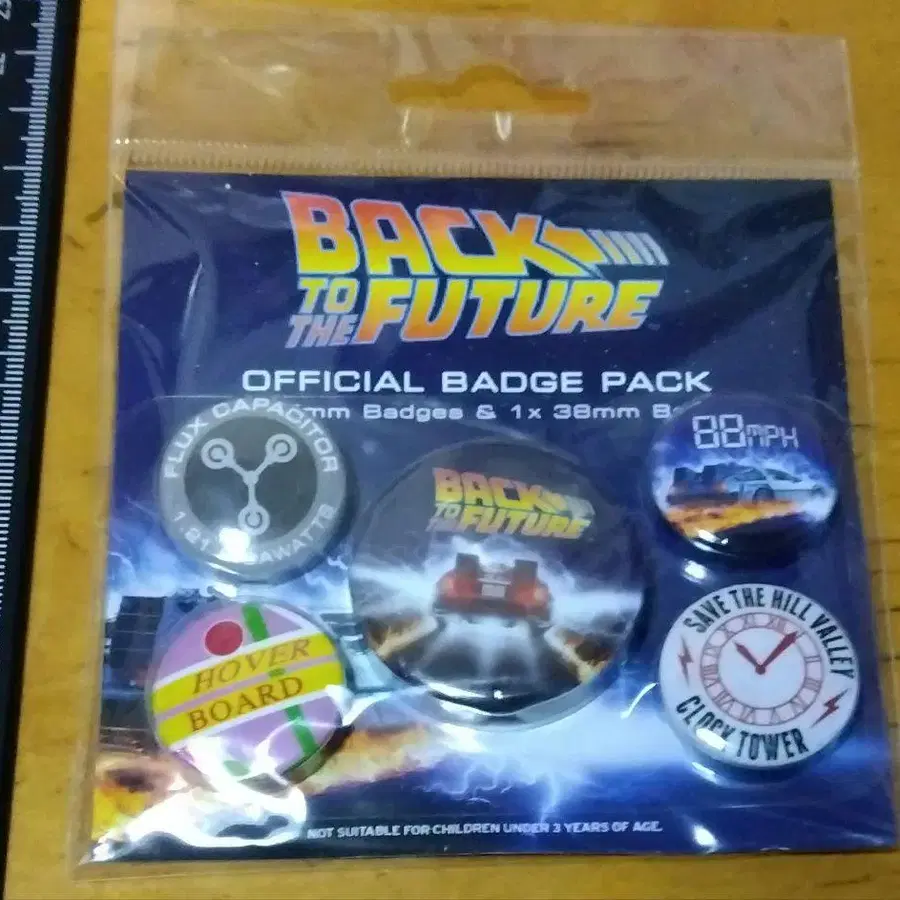 BACK
TO THE FUTURE
OFFICIAL BADGE PACK
mm Badges & 1x 38mm
FLUX CAPACITOR
BACK
TO THE FUTURE
88MPH
HOVER
BOARD
SAVE THE HILL VALLEY
CLOCK TOWER
NOT SUITABLE FOR CHILDREN UNDER 3 YEARS OF AGE.